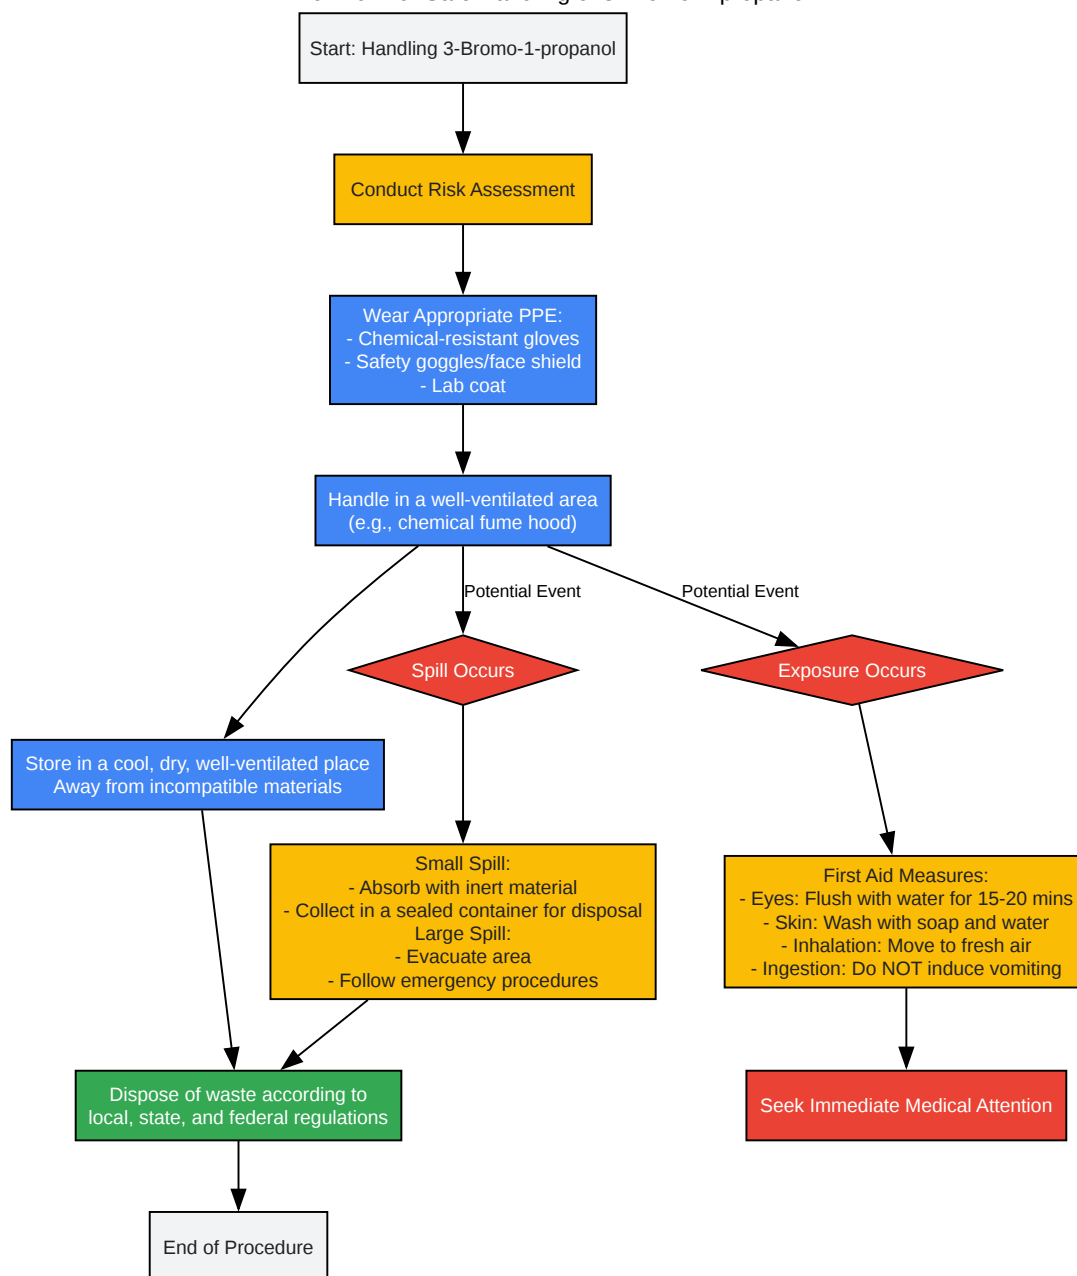 Start: Handling 3-Bromo-1-propanol
Conduct Risk Assessment
Wear Appropriate PPE:
- Chemical-resistant gloves
- Safety goggles/face shield
- Lab coat
Handle in a well-ventilated area
(e.g., chemical fume hood)
Potential Event
Potential Event
Spill Occurs
Exposure Occurs
Store in a cool, dry, well-ventilated place
Away from incompatible materials
Small Spill:
- Absorb with inert material
- Collect in a sealed container for disposal
Large Spill:
- Evacuate area
- Follow emergency procedures
First Aid Measures:
- Eyes: Flush with water for 15-20 mins
- Skin: Wash with soap and water
- Inhalation: Move to fresh air
- Ingestion: Do NOT induce vomiting
Dispose of waste according to
local, state, and federal regulations
Seek Immediate Medical Attention
End of Procedure